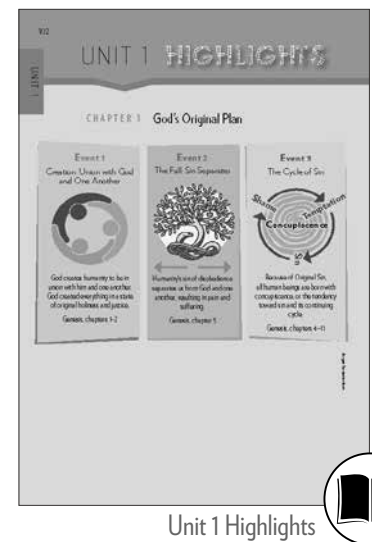 102
UNIT 1 HIGHLIGHTS
UNIT 1
CHAPTER 1 God's Original Plan
Event 1
Creation: Union with God
and One Another
God creates humanity to be in
union with him and one another.
God created everything in a state
of original holiness and justice.
Genesis, chapters 1–2
Event 2
The Fall: Sin Separates
Humanity's sin of disobedience
separates us from God and one
another, resulting in pain and
suffering.
Genesis, chapter 3
Event 3
The Cycle of Sin
Shame
Temptation
Concupiscence
Sin
Because of Original Sin,
all human beings are born with
concupiscence, or the tendency
toward sin and its continuing
cycle.
Genesis, chapters 4–11
Unit 1 Highlights